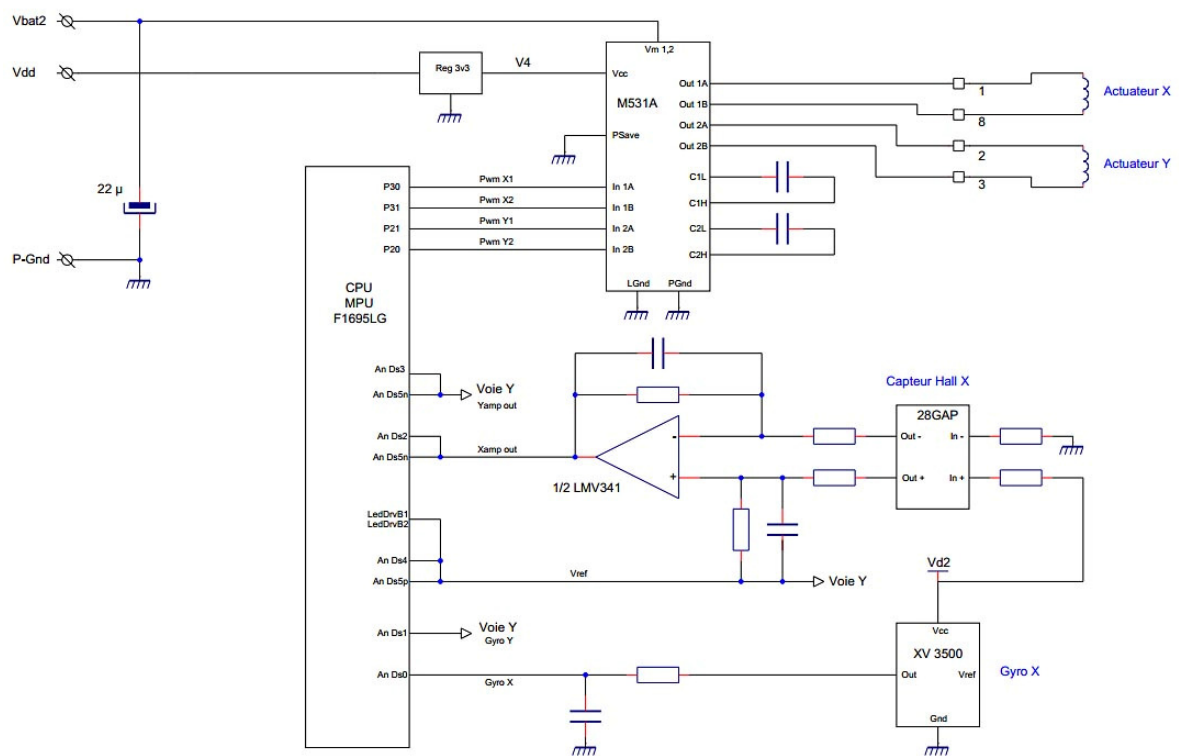 Vbat2
Vm 1,2
Vdd
Reg 3v3
V4
Vcc
M531A
Out 1A
1
Actuateur X
Out 1B
8
PSave
Out 2A
2
Out 2B
3
Actuateur Y
22 µ
P30
Pwm X1
In 1A
C1L
P31
Pwm X2
In 1B
C1H
P21
Pwm Y1
In 2A
C2L
P20
Pwm Y2
In 2B
C2H
P-Gnd
LGnd
PGnd
CPU
MPU
F1695LG
An Ds3
An Ds5n
Voie Y
Yamp out
Capteur Hall X
28GAP
An Ds2
An Ds5n
Xamp out
-
+
1/2 LMV341
Out -
In -
Out +
In +
LedDrvB1
LedDrvB2
An Ds4
An Ds5p
Vref
Voie Y
Vd2
An Ds1
Voie Y
Gyro Y
Vcc
XV 3500
An Ds0
Gyro X
Out
Vref
Gyro X
Gnd